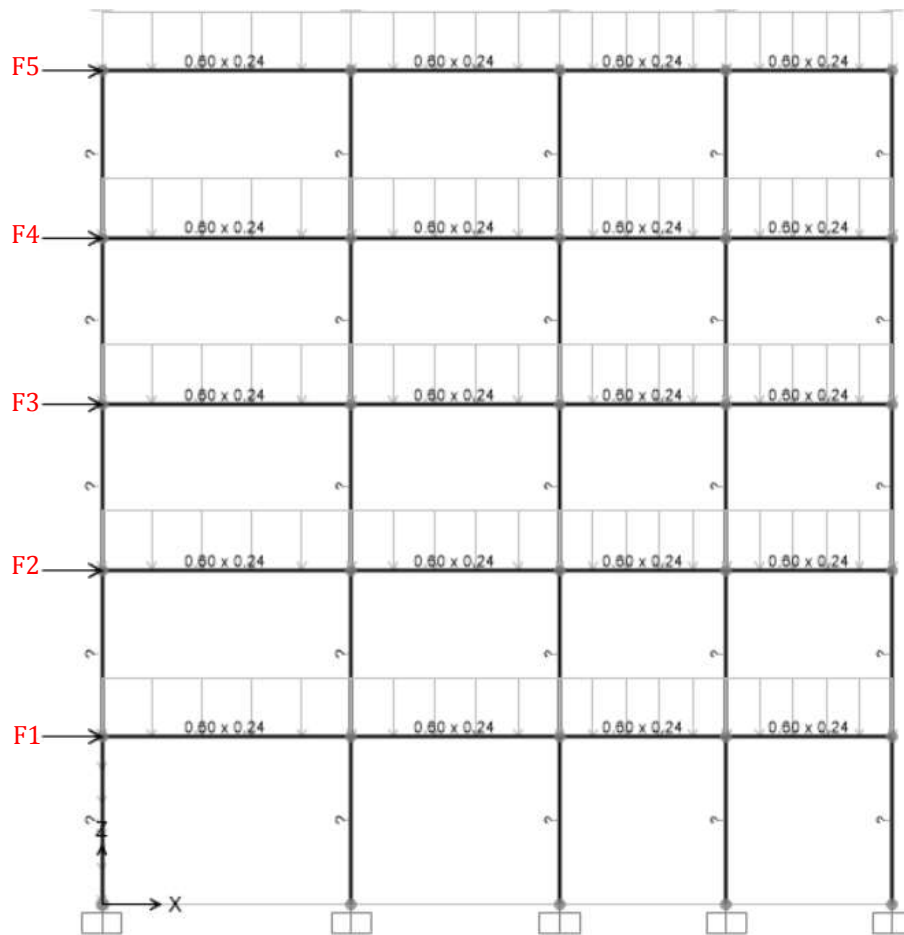 F5 0.60 x 0.24 0.60 x 0.24 0.60 x 0.24 0.60 x 0.24
? ? ? ? ?
F4 0.60 x 0.24 0.60 x 0.24 0.60 x 0.24 0.60 x 0.24
? ? ? ? ?
F3 0.60 x 0.24 0.60 x 0.24 0.60 x 0.24 0.60 x 0.24
? ? ? ? ?
F2 0.60 x 0.24 0.60 x 0.24 0.60 x 0.24 0.60 x 0.24
? ? ? ? ?
F1 0.60 x 0.24 0.60 x 0.24 0.60 x 0.24 0.60 x 0.24
? ? ? ? ?
Z
X